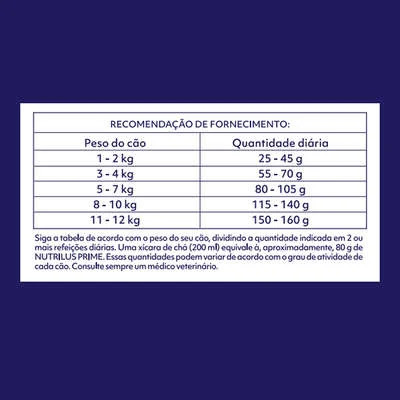 RECOMENDAÇÃO DE FORNECIMENTO:
Peso do cão Quantidade diária
1 - 2 kg 25 - 45 g
3 - 4 kg 55 - 70 g
5 - 7 kg 80 - 105 g
8 - 10 kg 115 - 140 g
11 - 12 kg 150 - 160 g
Siga a tabela de acordo com o peso do seu cão, dividindo a quantidade indicada em 2 ou
mais refeições diárias. Uma xícara de chá (200 ml) equivale á, aproximadamente, 80 g de
NUTRILUS PRIME. Essas quantidades podem variar de acordo com o grau de atividade de
cada cão. Consulte sempre um médico veterinário.